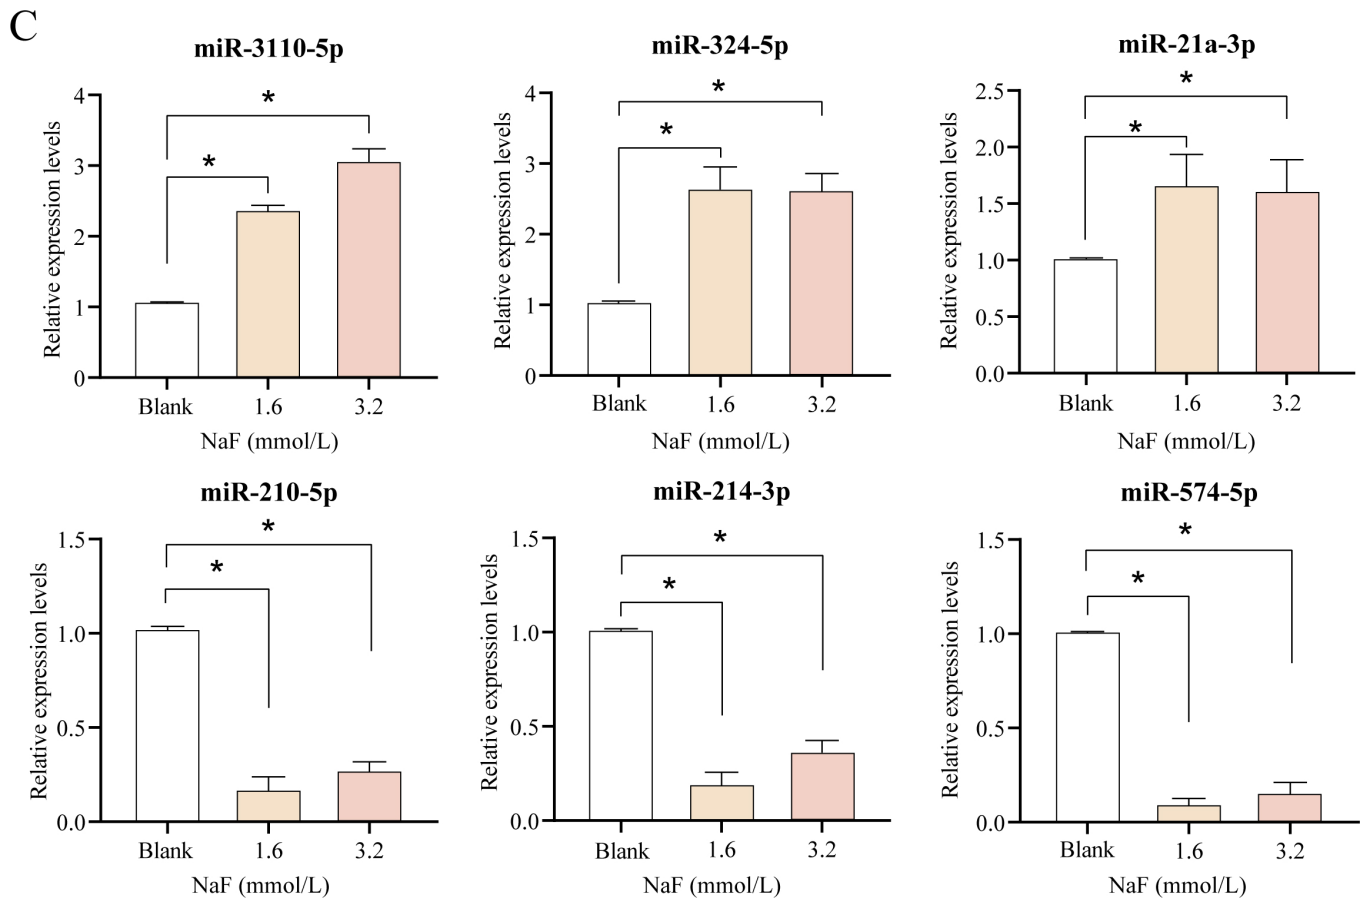 C
miR-3110-5p
Relative expression levels
4
3
2
1
0
*
*
Blank
1.6
3.2
NaF (mmol/L)
miR-324-5p
Relative expression levels
4
3
2
1
0
*
*
Blank
1.6
3.2
NaF (mmol/L)
miR-21a-3p
Relative expression levels
2.5
2.0
1.5
1.0
0.5
0.0
*
*
Blank
1.6
3.2
NaF (mmol/L)
miR-210-5p
Relative expression levels
1.5
1.0
0.5
0.0
*
*
Blank
1.6
3.2
NaF (mmol/L)
miR-214-3p
Relative expression levels
1.5
1.0
0.5
0.0
*
*
Blank
1.6
3.2
NaF (mmol/L)
miR-574-5p
Relative expression levels
1.5
1.0
0.5
0.0
*
*
Blank
1.6
3.2
NaF (mmol/L)